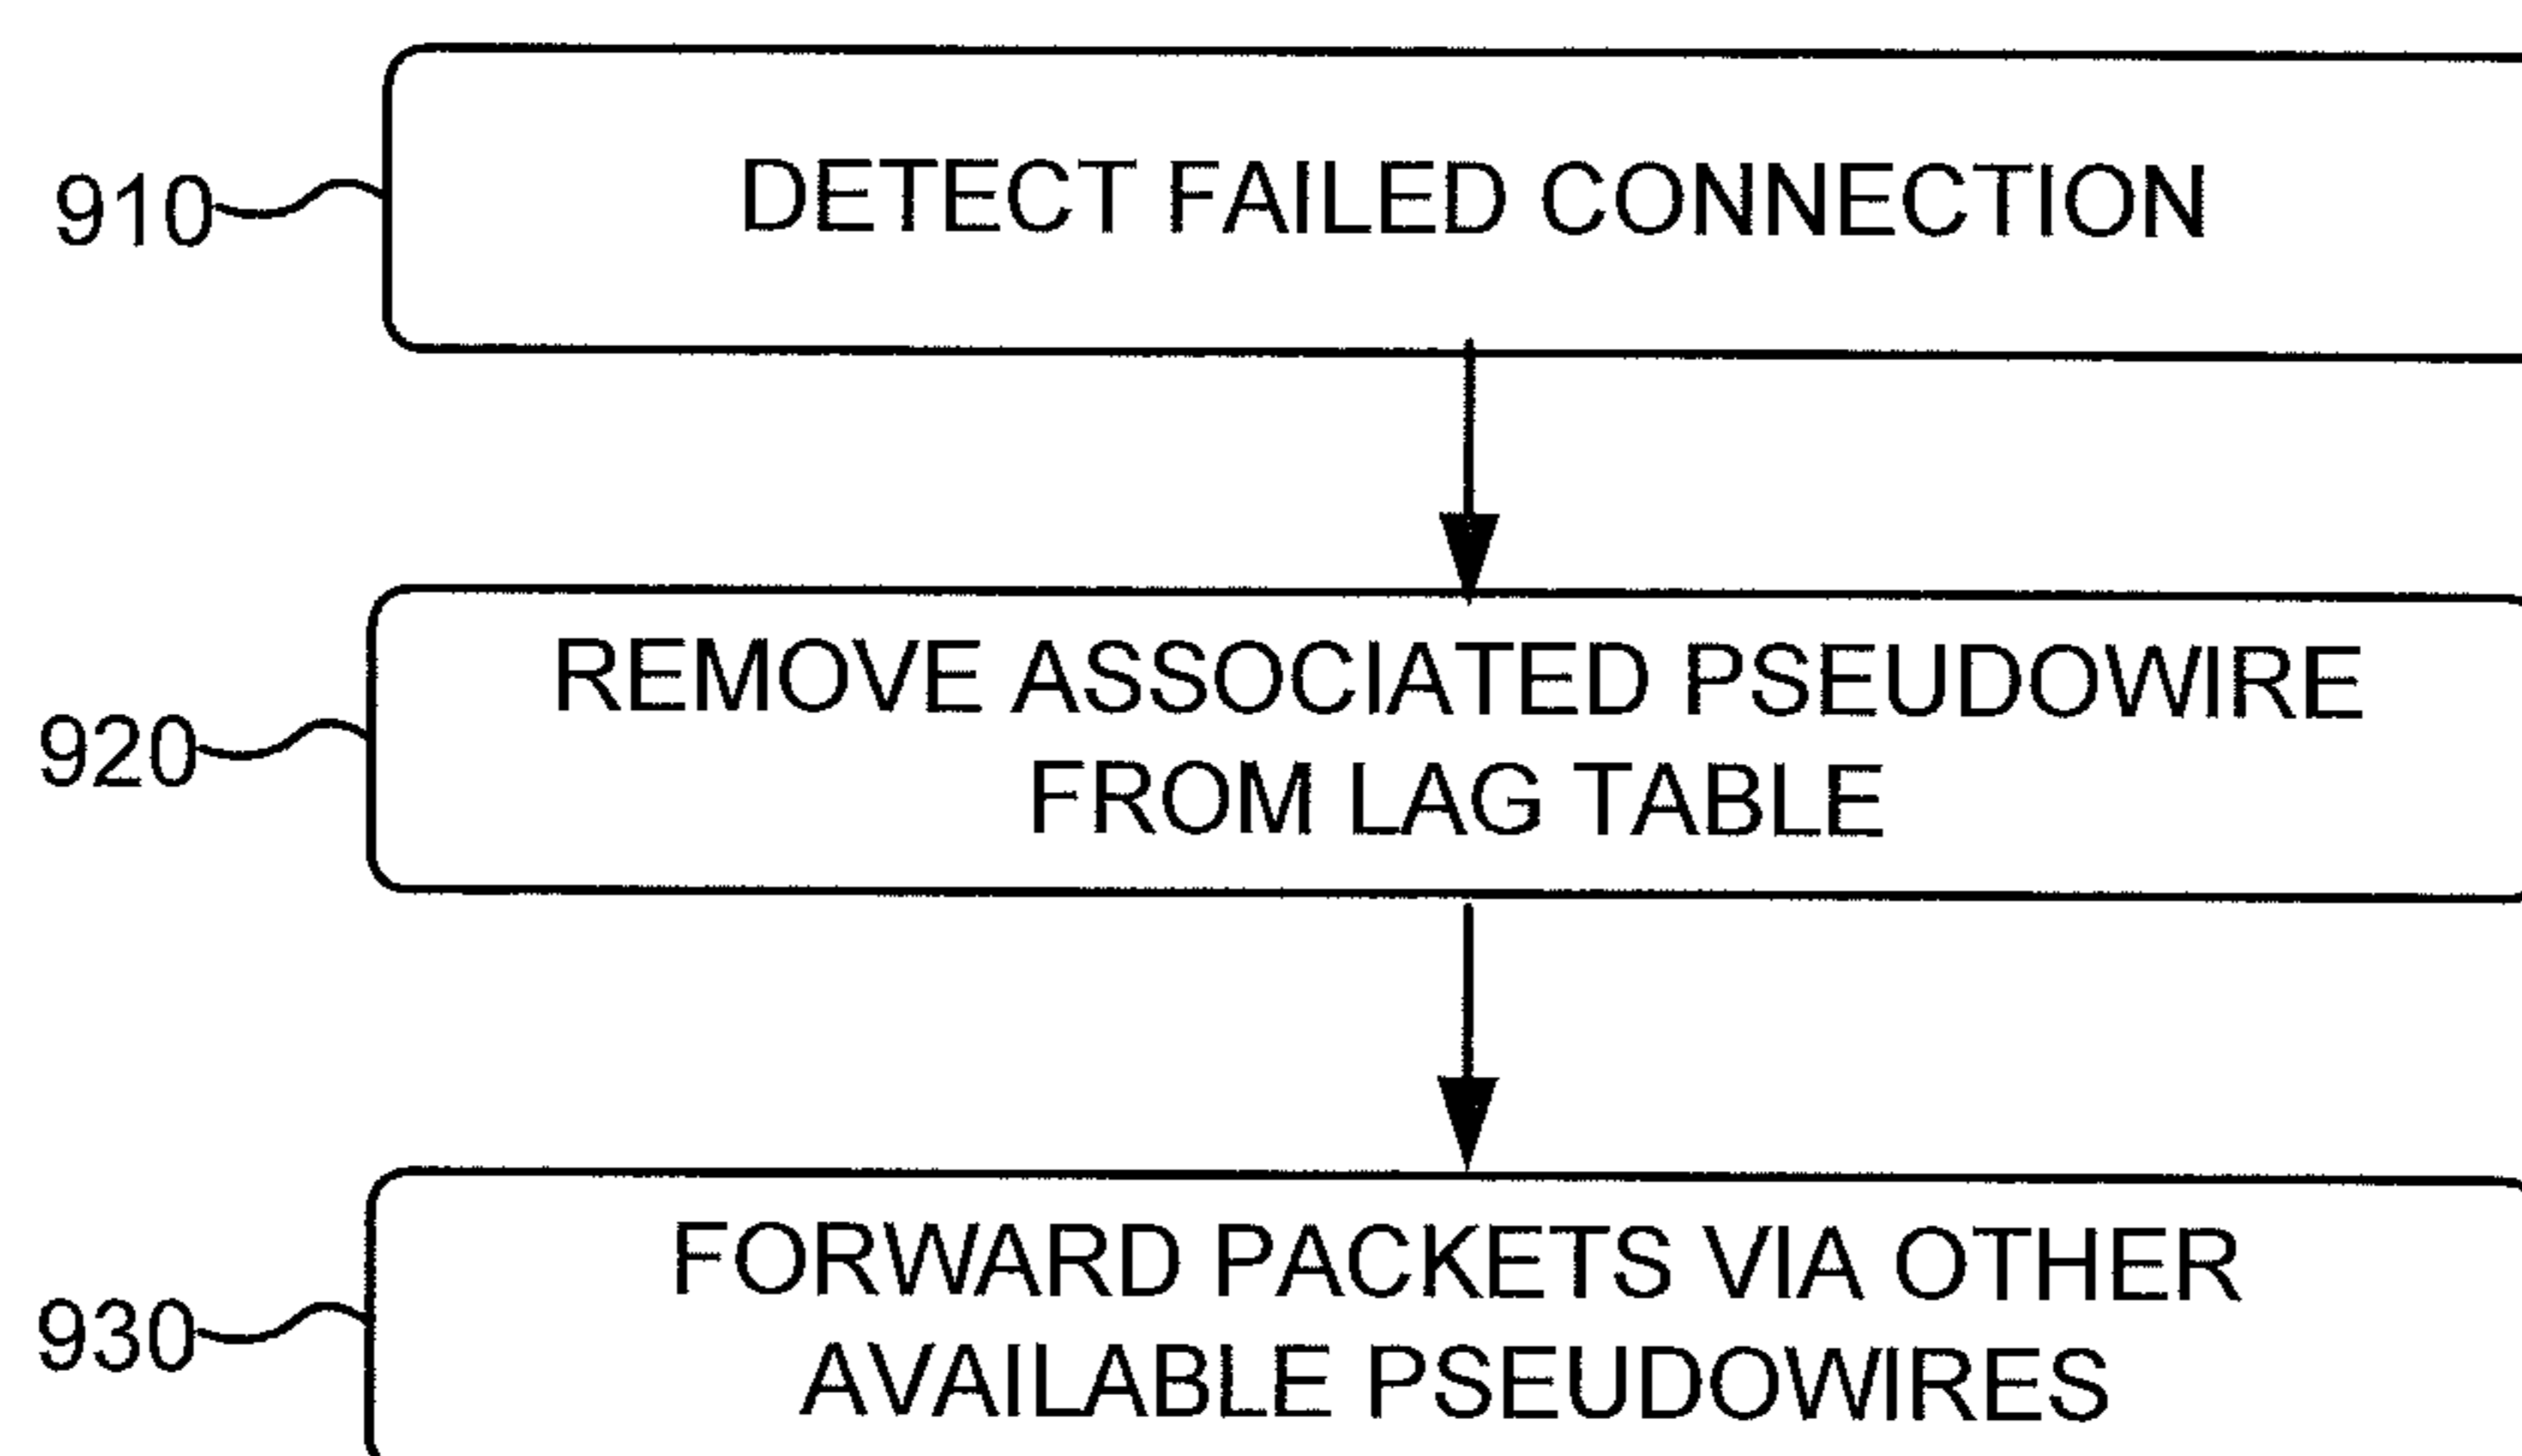 910
DETECT FAILED CONNECTION
920
REMOVE ASSOCIATED PSEUDOWIRE
FROM LAG TABLE
930
FORWARD PACKETS VIA OTHER
AVAILABLE PSEUDOWIRES